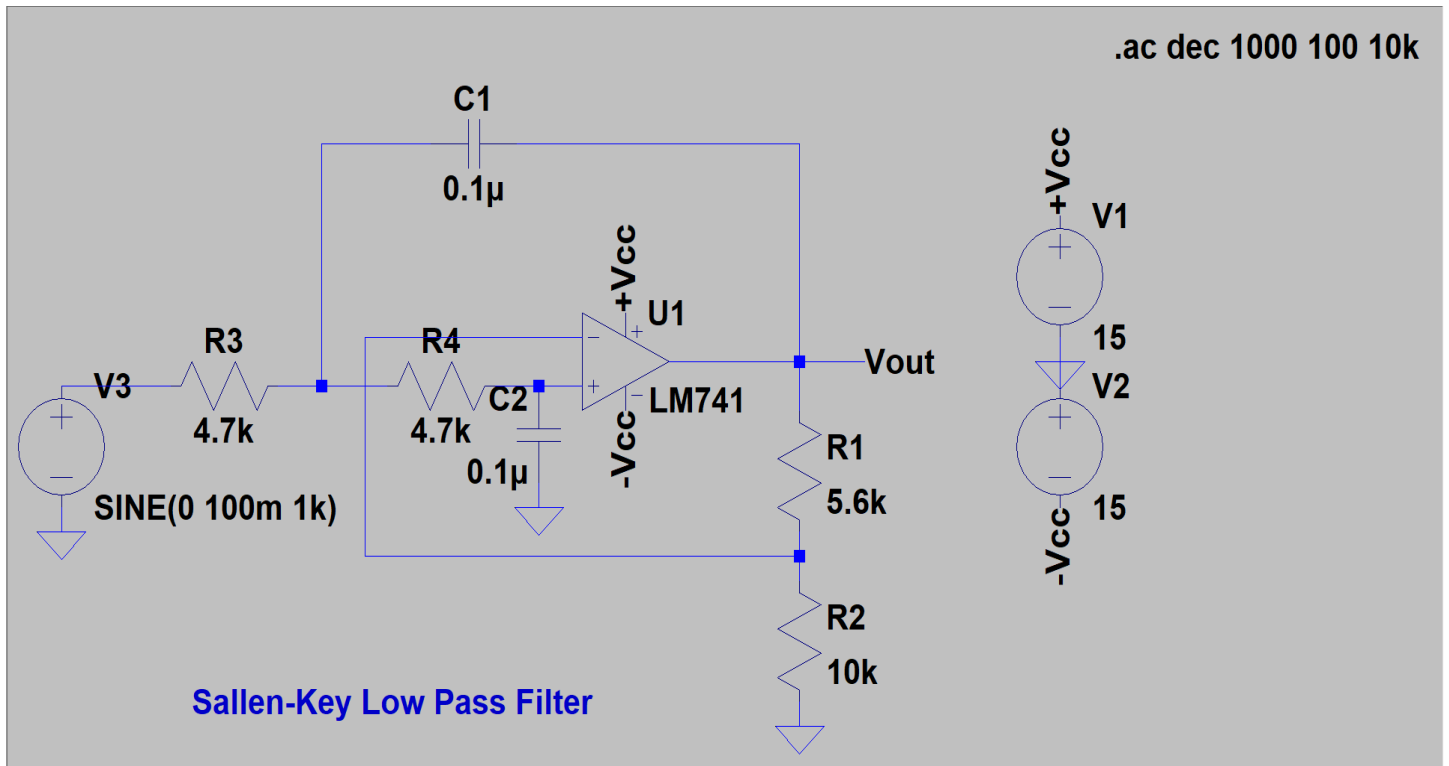 .ac dec 1000 100 10k
C1
0.1µ
+Vcc
V1
15
+Vcc
U1
R3
R4
V3
4.7k
4.7k
C2
0.1µ
LM741
-Vcc
Vout
V2
15
-Vcc
R1
5.6k
SINE(0 100m 1k)
R2
10k
Sallen-Key Low Pass Filter